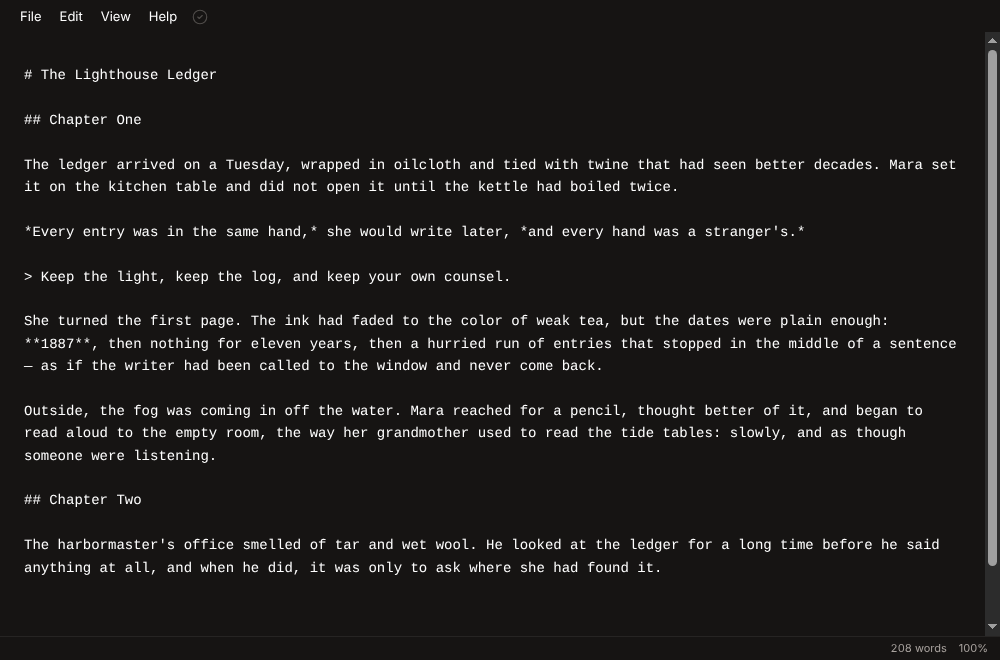 File Edit View Help
# The Lighthouse Ledger
## Chapter One
The ledger arrived on a Tuesday, wrapped in oilcloth and tied with twine that had seen better decades. Mara set
it on the kitchen table and did not open it until the kettle had boiled twice.
*Every entry was in the same hand,* she would write later, *and every hand was a stranger's.*
> Keep the light, keep the log, and keep your own counsel.
She turned the first page. The ink had faded to the color of weak tea, but the dates were plain enough:
**1887**, then nothing for eleven years, then a hurried run of entries that stopped in the middle of a sentence
— as if the writer had been called to the window and never come back.
Outside, the fog was coming in off the water. Mara reached for a pencil, thought better of it, and began to
read aloud to the empty room, the way her grandmother used to read the tide tables: slowly, and as though
someone were listening.
## Chapter Two
The harbormaster's office smelled of tar and wet wool. He looked at the ledger for a long time before he said
anything at all, and when he did, it was only to ask where she had found it.
208 words 100%